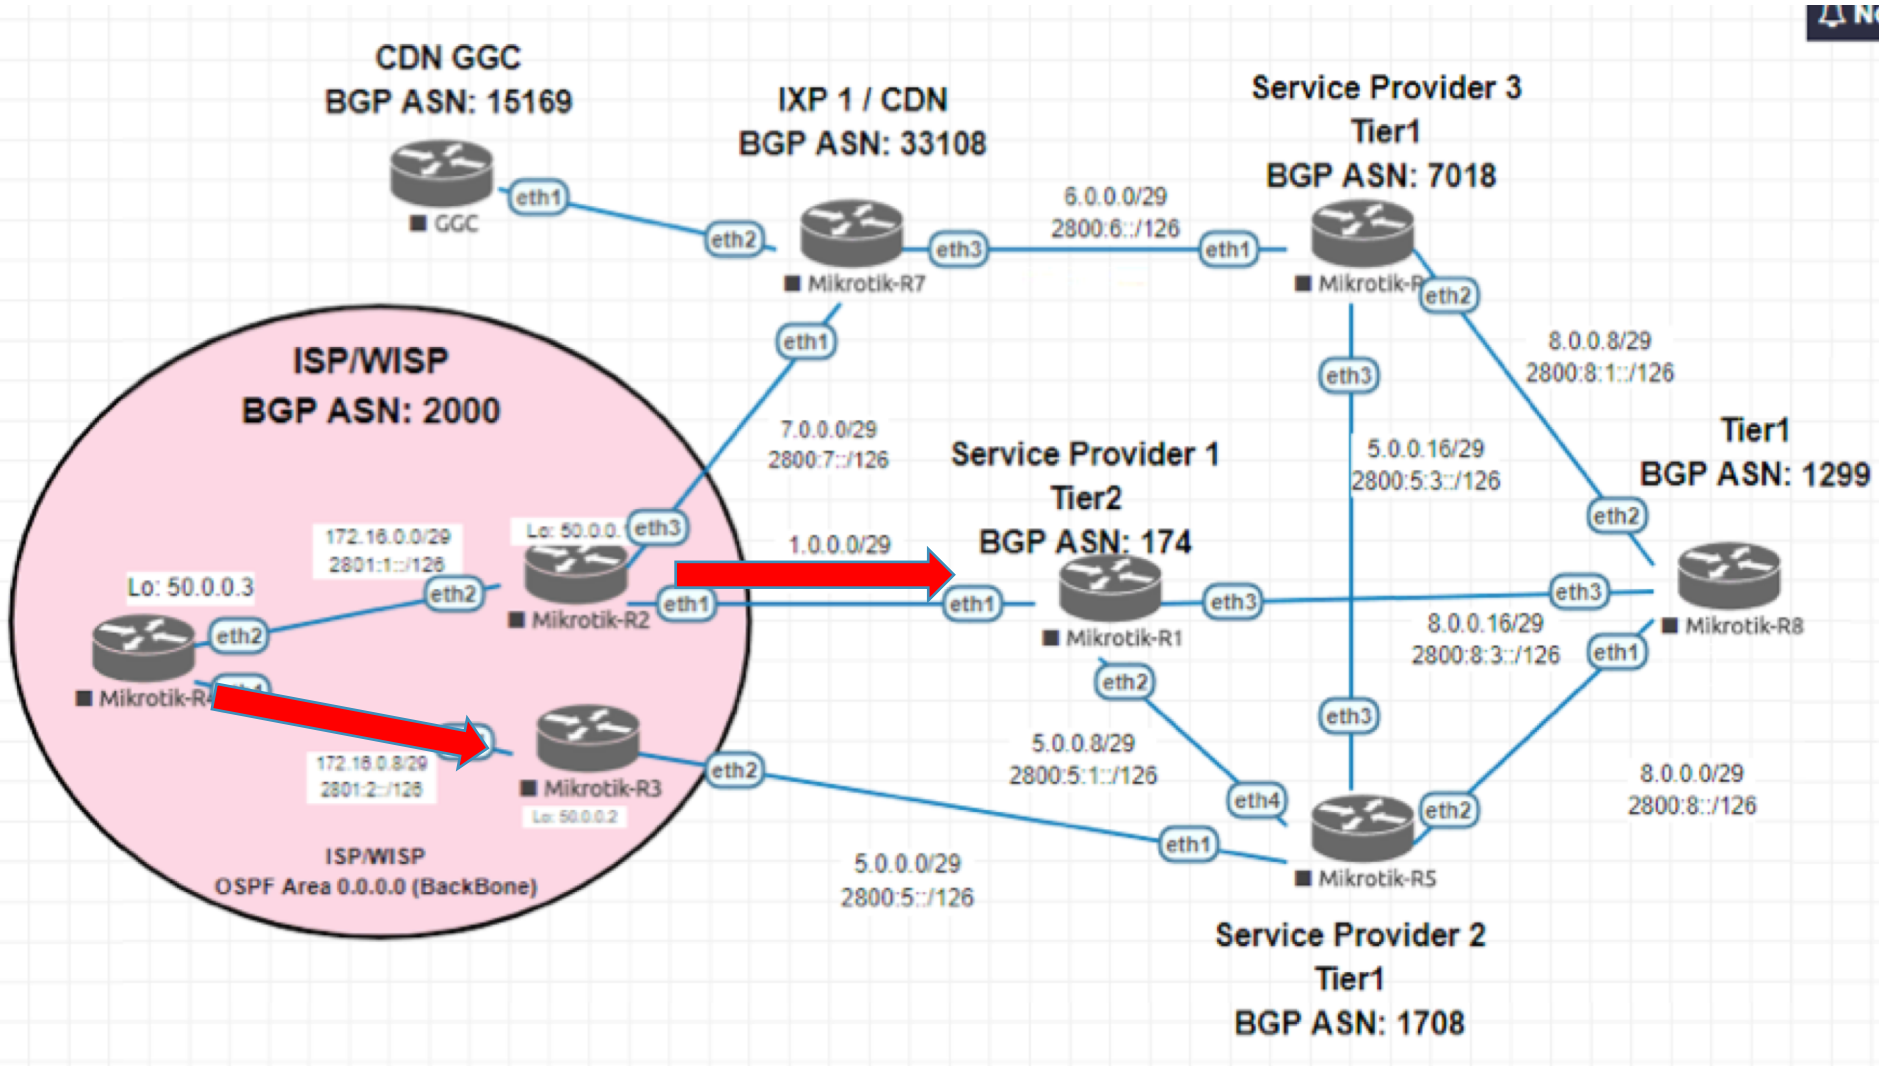 CDN GGC
BGP ASN: 15169
eth1
GGC
IXP 1 / CDN
BGP ASN: 33108
eth2
eth3
Mikrotik-R7
eth1
6.0.0.0/29
2800:6::/126
Service Provider 3
Tier1
BGP ASN: 7018
eth1
eth2
eth3
8.0.0.8/29
2800:8:1::/126
Tier1
BGP ASN: 1299
eth2
eth3
eth1
Mikrotik-R8
ISP/WISP
BGP ASN: 2000
7.0.0.0/29
2800:7::/126
Service Provider 1
Tier2
BGP ASN: 174
5.0.0.16/29
2800:5:3::/126
172.16.0.0/29
2801:1::/126
eth3
1.0.0.0/29
Lo: 50.0.0.3
eth2
eth2
Mikrotik-R2
eth1
eth1
eth3
Mikrotik-R1
eth2
8.0.0.16/29
2800:8:3::/126
172.16.0.8/29
2801:2::/126
Mikrotik-R3
Lo: 50.0.0.2
eth2
5.0.0.8/29
2800:5:1::/126
eth3
eth4
eth2
eth1
Mikrotik-R5
8.0.0.0/29
2800:8::/126
ISP/WISP
OSPF Area 0.0.0.0 (BackBone)
5.0.0.0/29
2800:5::/126
Service Provider 2
Tier1
BGP ASN: 1708